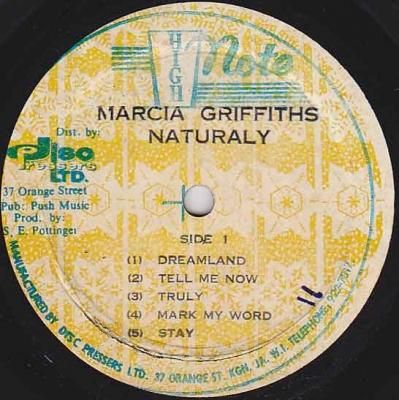 HIGH Note
MARCIA GRIFFITHS
NATURALY
Dist. by:
Disc
Pressers
LTD.
37 Orange Street
Pub: Push Music
Prod. by:
S. E. Pottinger
SIDE 1
(1) DREAMLAND
(2) TELL ME NOW
(3) TRULY
(4) MARK MY WORD
(5) STAY
11
MANUFACTURED BY DISC PRESSERS LTD. 37 ORANGE ST. KGN. JA. W.I. TELEPHONE: